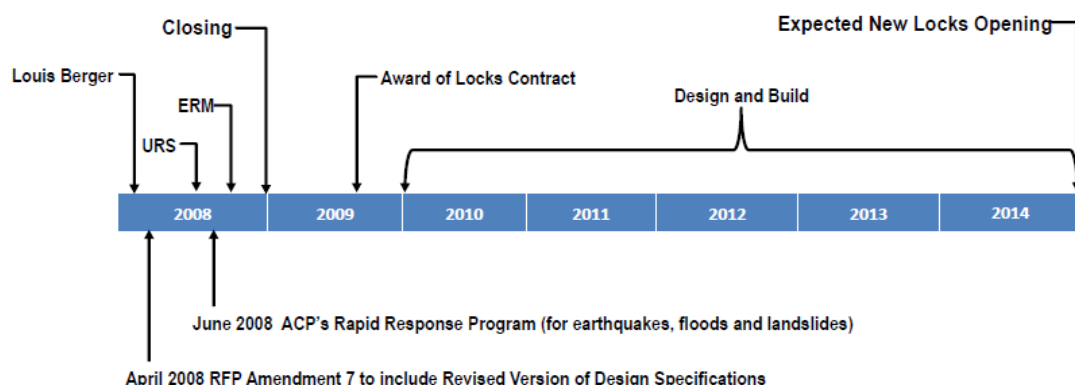 Expected New Locks Opening
Closing
Louis Berger
Award of Locks Contract
ERM
Design and Build
URS
2008
2009
2010
2011
2012
2013
2014
June 2008 ACP's Rapid Response Program (for earthquakes, floods and landslides)
April 2008 RFP Amendment 7 to include Revised Version of Design Specifications